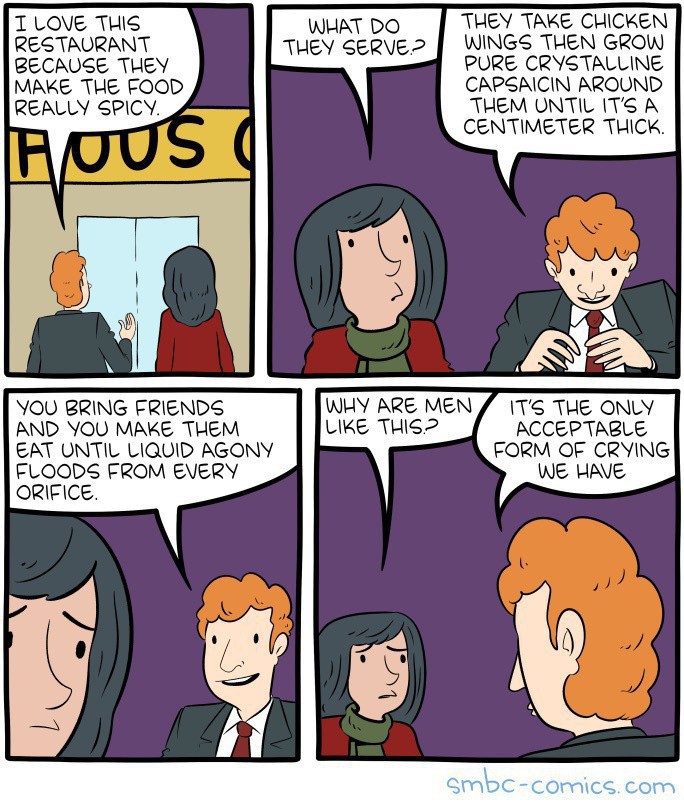 I LOVE THIS
RESTAURANT
BECAUSE THEY
MAKE THE FOOD
REALLY SPICY.
WHAT DO
THEY SERVE?
THEY TAKE CHICKEN
WINGS THEN GROW
PURE CRYSTALLINE
CAPSAICIN AROUND
THEM UNTIL IT'S A
CENTIMETER THICK.
YOU BRING FRIENDS
AND YOU MAKE THEM
EAT UNTIL LIQUID AGONY
FLOODS FROM EVERY
ORIFICE.
WHY ARE MEN
LIKE THIS?
IT'S THE ONLY
ACCEPTABLE
FORM OF CRYING
WE HAVE
smbc-comics.com